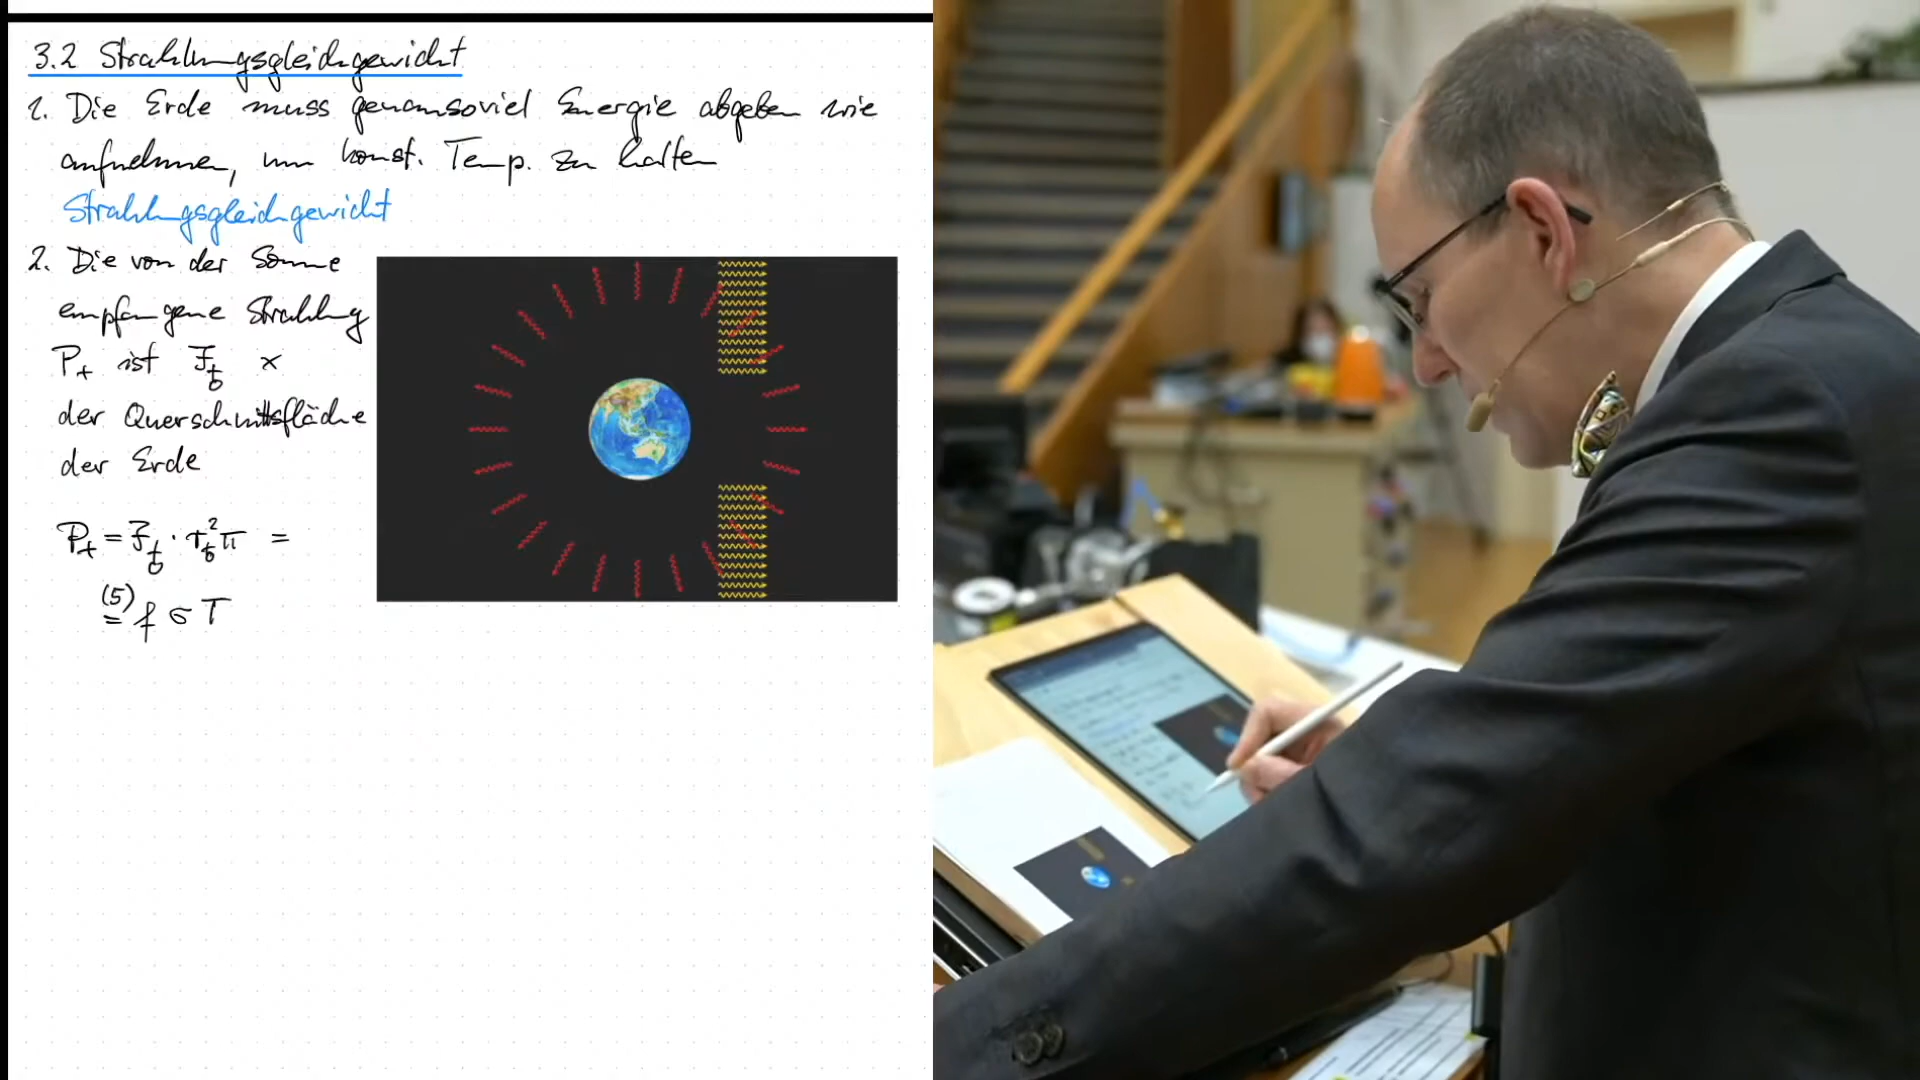 3.2 Strahlungsgleichgewicht
1. Die Erde muss genausoviel Energie abgeben wie
aufnehmen, um konst. Temp. zu halten
Strahlungsgleichgewicht
2. Die von der Sonne
empfangene Strahlung
P₊ ist J♁ ×
der Querschnittsfläche
der Erde
P₊ = J♁ · r♁² π =
(5)
= f σ T